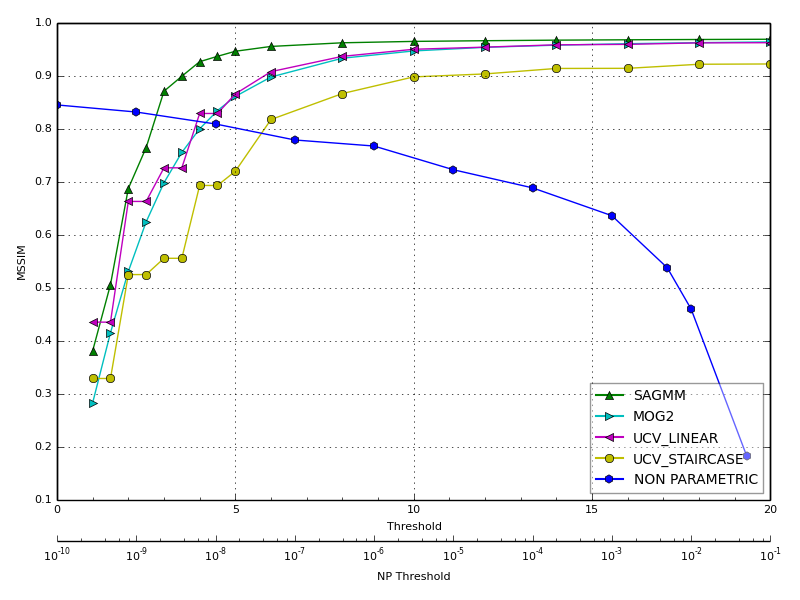 1.0
0.9
0.8
0.7
0.6
0.5
0.4
0.3
0.2
0.1
MSSIM
SAGMM
MOG2
UCV_LINEAR
UCV_STAIRCASE
NON PARAMETRIC
0 5 10 15 20
Threshold
10^-10 10^-9 10^-8 10^-7 10^-6 10^-5 10^-4 10^-3 10^-2 10^-1
NP Threshold